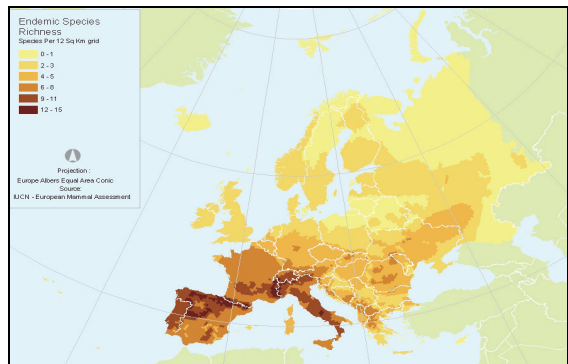 Endemic Species
Richness
Species Per 12 Sq Km grid
0 - 1
2 - 3
4 - 5
6 - 8
9 - 11
12 - 15
Projection :
Europe Albers Equal Area Conic
Source:
IUCN - European Mammal Assessment